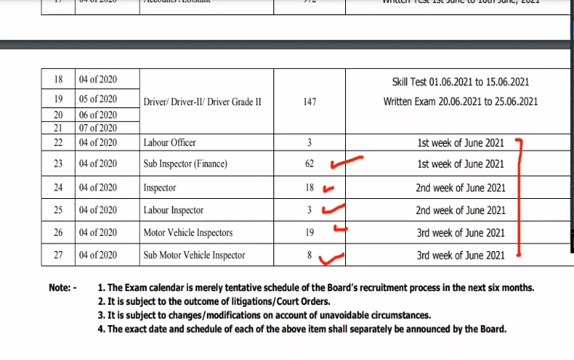 18 04 of 2020 Skill Test 01.06.2021 to 15.06.2021
19 05 of 2020 Driver/ Driver-II/ Driver Grade II 147 Written Exam 20.06.2021 to 25.06.2021
20 06 of 2020
21 07 of 2020
22 04 of 2020 Labour Officer 3 1st week of June 2021
23 04 of 2020 Sub Inspector (Finance) 62 1st week of June 2021
24 04 of 2020 Inspector 18 2nd week of June 2021
25 04 of 2020 Labour Inspector 3 2nd week of June 2021
26 04 of 2020 Motor Vehicle Inspectors 19 3rd week of June 2021
27 04 of 2020 Sub Motor Vehicle Inspector 8 3rd week of June 2021
Note: - 1. The Exam calendar is merely tentative schedule of the Board's recruitment process in the next six months.
2. It is subject to the outcome of litigations/Court Orders.
3. It is subject to changes/modifications on account of unavoidable circumstances.
4. The exact date and schedule of each of the above item shall separately be announced by the Board.